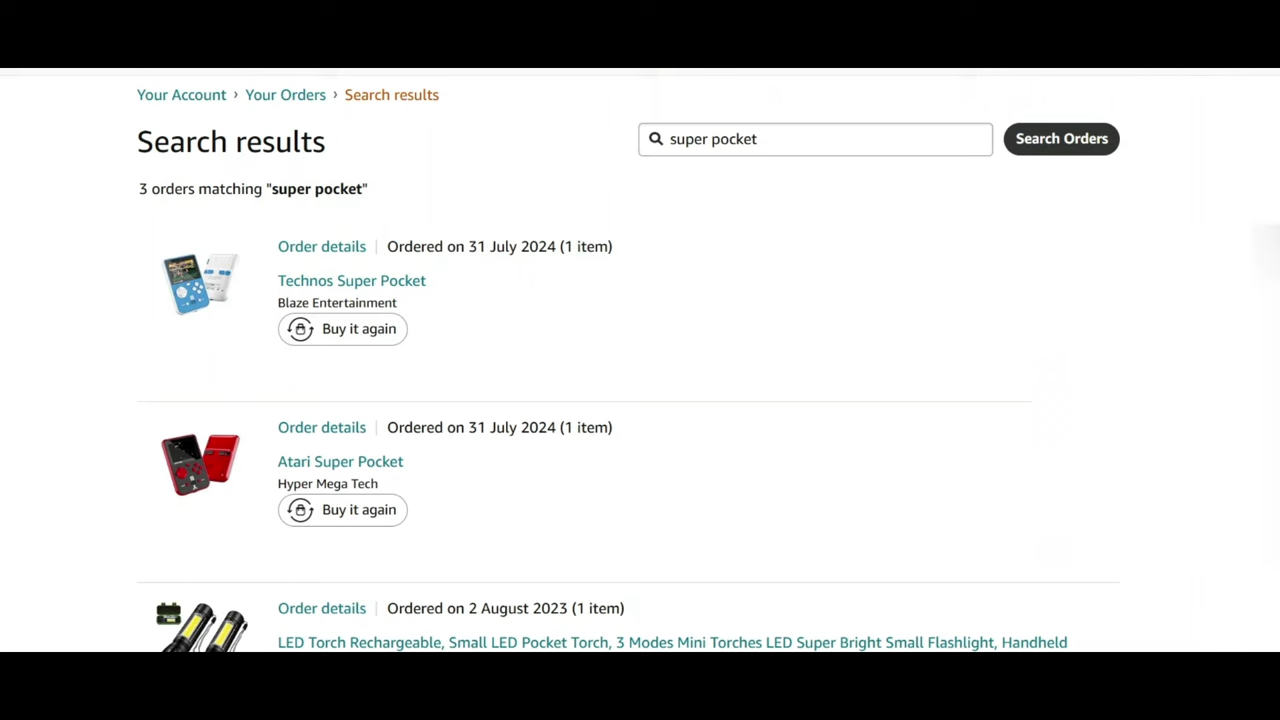 Your Account › Your Orders › Search results
Search results
super pocket
Search Orders
3 orders matching "super pocket"
Order details | Ordered on 31 July 2024 (1 item)
Technos Super Pocket
Blaze Entertainment
Buy it again
Order details | Ordered on 31 July 2024 (1 item)
Atari Super Pocket
Hyper Mega Tech
Buy it again
Order details | Ordered on 2 August 2023 (1 item)
LED Torch Rechargeable, Small LED Pocket Torch, 3 Modes Mini Torches LED Super Bright Small Flashlight, Handheld